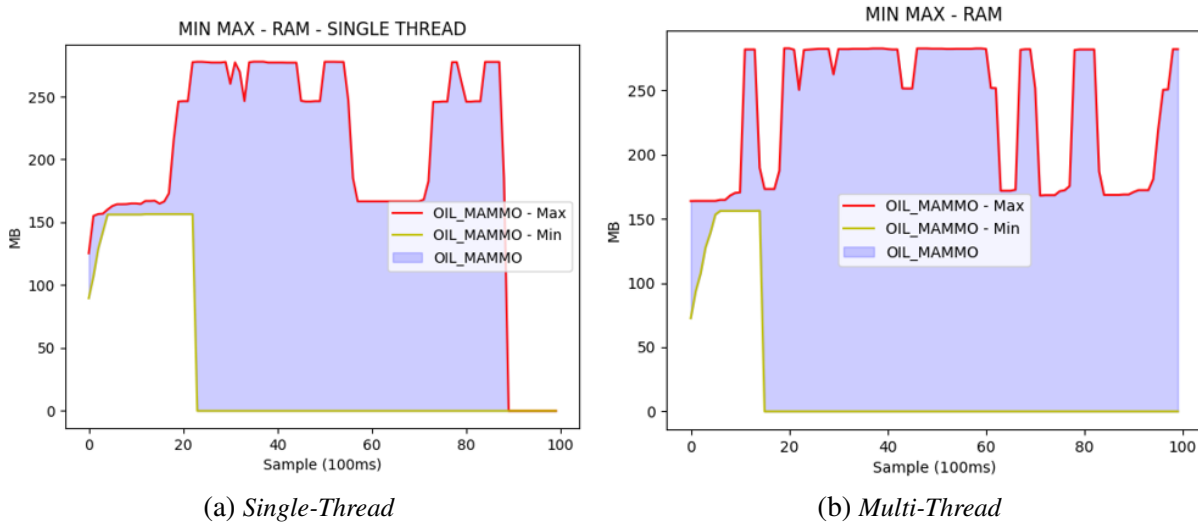 MIN MAX - RAM - SINGLE THREAD
MB
250
200
150
100
50
0
OIL_MAMMO - Max
OIL_MAMMO - Min
OIL_MAMMO
0 20 40 60 80 100
Sample (100ms)
(a) Single-Thread
MIN MAX - RAM
MB
250
200
150
100
50
0
OIL_MAMMO - Max
OIL_MAMMO - Min
OIL_MAMMO
0 20 40 60 80 100
Sample (100ms)
(b) Multi-Thread